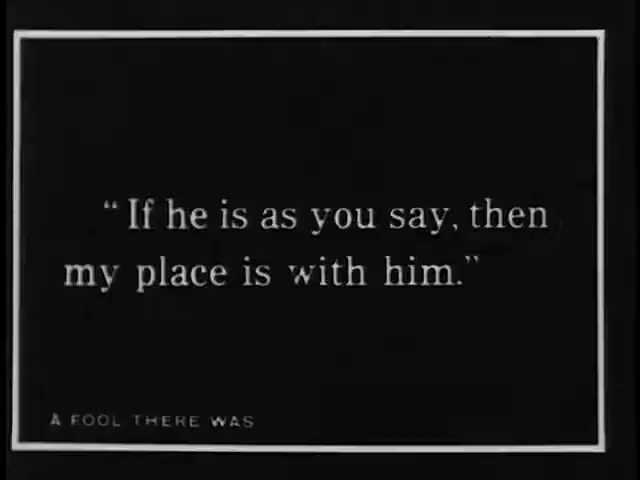 “If he is as you say, then
my place is with him.”
A FOOL THERE WAS